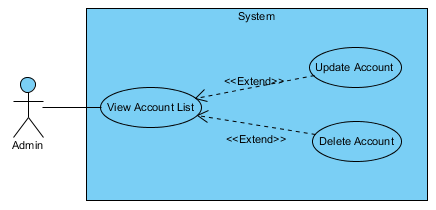 System
Update Account
<<Extend>>
View Account List
<<Extend>>
Delete Account
Admin